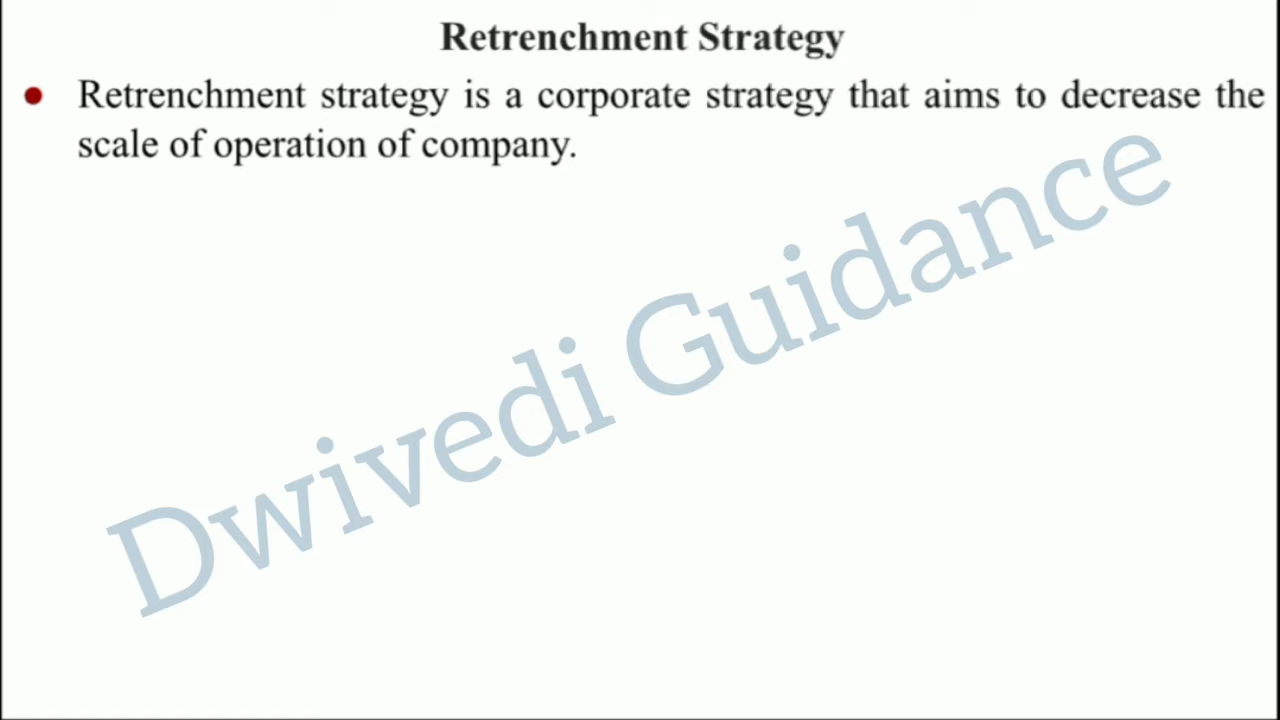 Retrenchment Strategy
• Retrenchment strategy is a corporate strategy that aims to decrease the
scale of operation of company.
Dwivedi Guidance